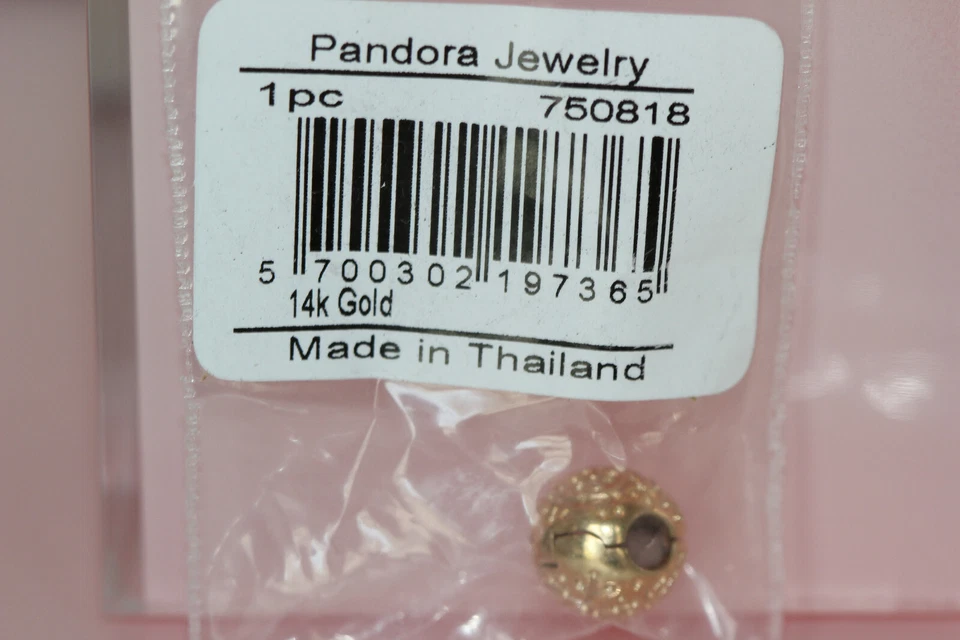 Pandora Jewelry
1pc 750818
5 700302 197365
14k Gold
Made in Thailand